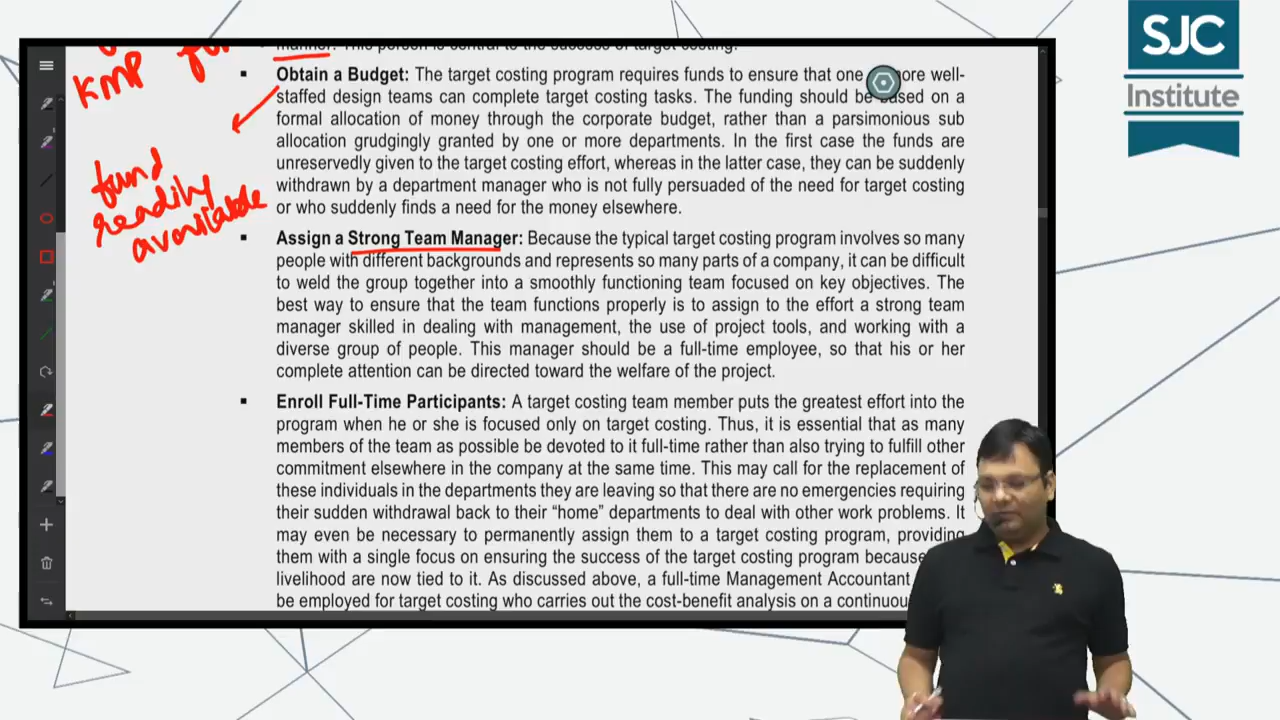 SJC
Institute
KMP
manner. This person is central to the success of target costing.
▪ Obtain a Budget: The target costing program requires funds to ensure that one more well-
staffed design teams can complete target costing tasks. The funding should be based on a
formal allocation of money through the corporate budget, rather than a parsimonious sub
allocation grudgingly granted by one or more departments. In the first case the funds are
unreservedly given to the target costing effort, whereas in the latter case, they can be suddenly
withdrawn by a department manager who is not fully persuaded of the need for target costing
or who suddenly finds a need for the money elsewhere.
fund
readily
available
▪ Assign a Strong Team Manager: Because the typical target costing program involves so many
people with different backgrounds and represents so many parts of a company, it can be difficult
to weld the group together into a smoothly functioning team focused on key objectives. The
best way to ensure that the team functions properly is to assign to the effort a strong team
manager skilled in dealing with management, the use of project tools, and working with a
diverse group of people. This manager should be a full-time employee, so that his or her
complete attention can be directed toward the welfare of the project.
▪ Enroll Full-Time Participants: A target costing team member puts the greatest effort into the
program when he or she is focused only on target costing. Thus, it is essential that as many
members of the team as possible be devoted to it full-time rather than also trying to fulfill other
commitment elsewhere in the company at the same time. This may call for the replacement of
these individuals in the departments they are leaving so that there are no emergencies requiring
their sudden withdrawal back to their “home” departments to deal with other work problems. It
may even be necessary to permanently assign them to a target costing program, providing
them with a single focus on ensuring the success of the target costing program because
livelihood are now tied to it. As discussed above, a full-time Management Accountant
be employed for target costing who carries out the cost-benefit analysis on a continuous